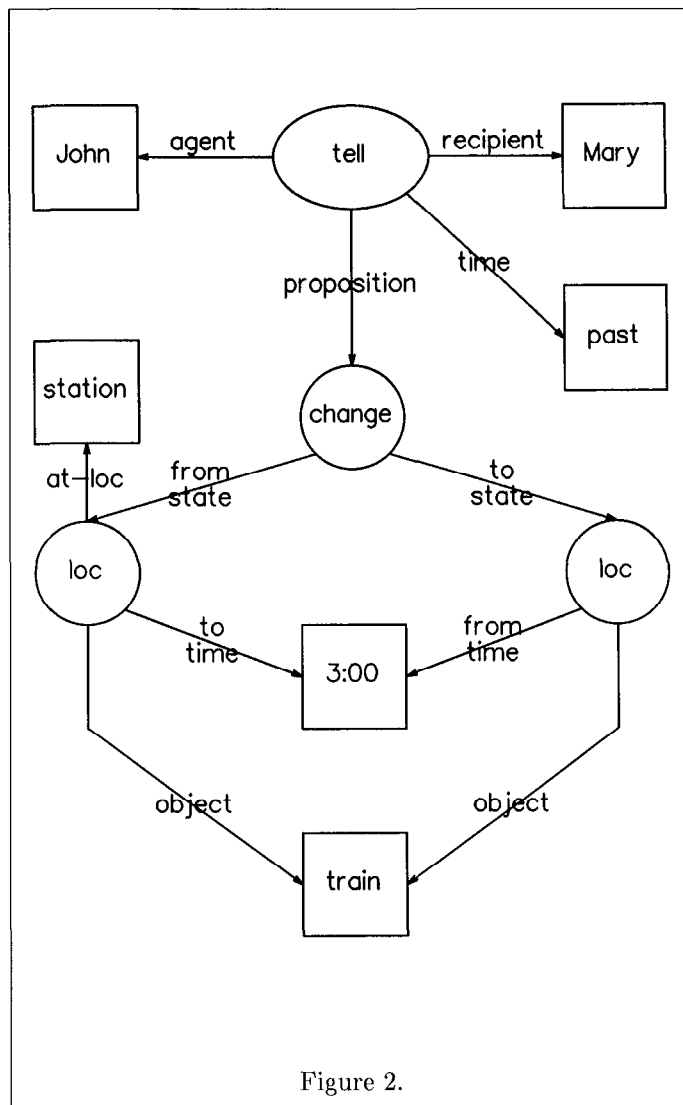 John
agent
tell
recipient
Mary
time
proposition
past
station
change
at-loc
from
state
to
state
loc
loc
to
time
from
time
3:00
object
object
train
Figure 2.